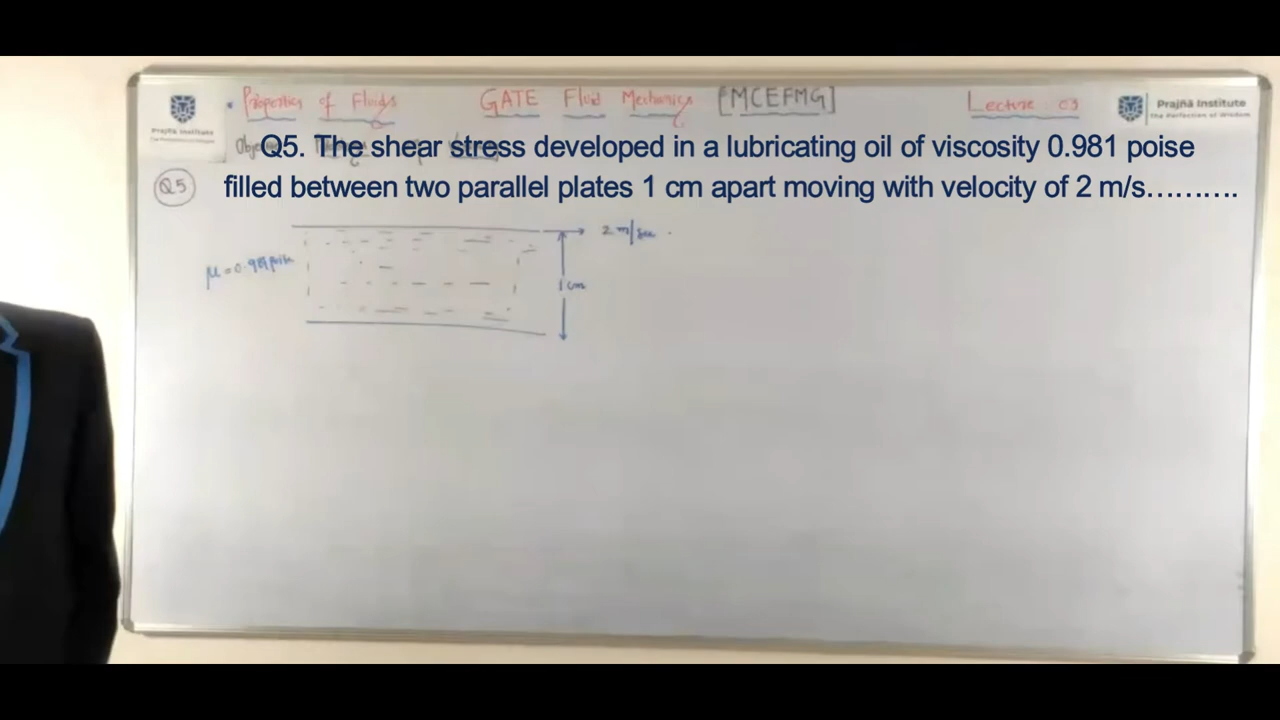 • Properties of Fluids GATE Fluid Mechanics [MCEFMG] Lecture : 03
Prajñā Institute
Prajñā Institute
The Perfection of Wisdom
Q5. The shear stress developed in a lubricating oil of viscosity 0.981 poise
filled between two parallel plates 1 cm apart moving with velocity of 2 m/s……….
Q5
2 m/sec.
μ = 0.981 poise
1 cm